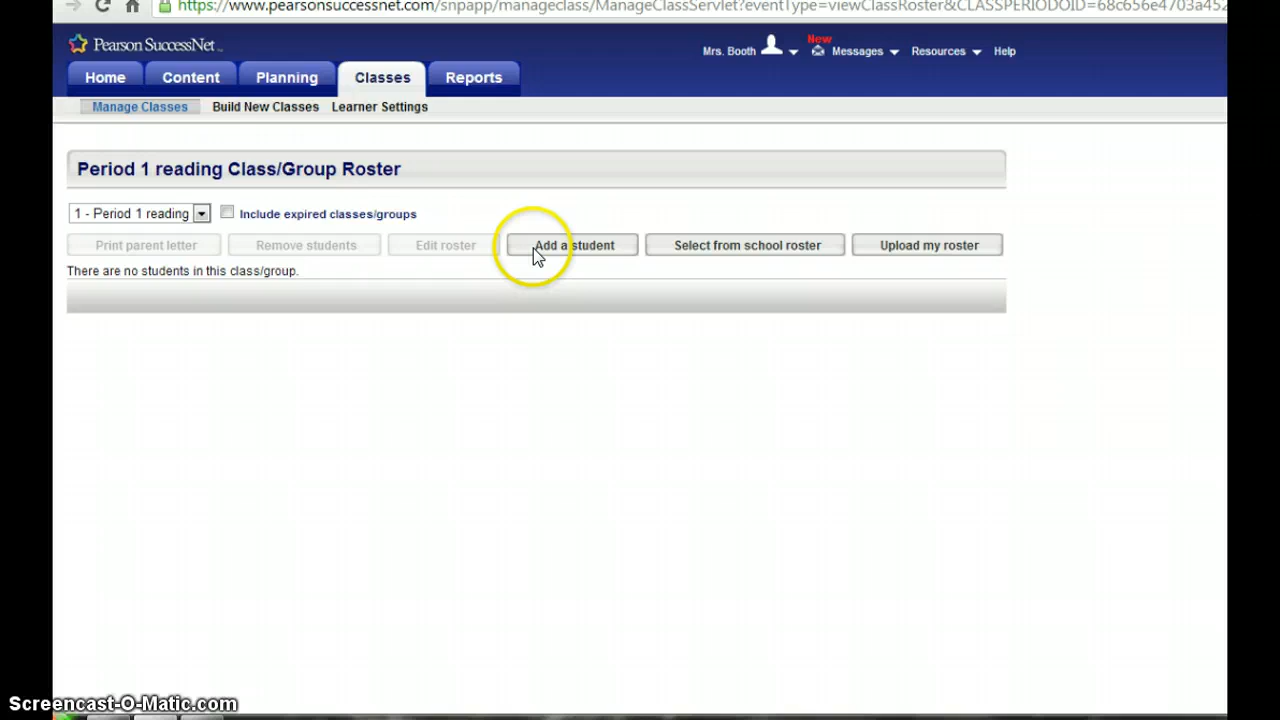 https://www.pearsonsuccessnet.com/snpapp/manageclass/ManageClassServlet?eventType=viewClassRoster&CLASSPERIODOID=68c656e4703a452
Pearson SuccessNet
Mrs. Booth New Messages Resources Help
Home Content Planning Classes Reports
Manage Classes Build New Classes Learner Settings
Period 1 reading Class/Group Roster
1 - Period 1 reading Include expired classes/groups
Print parent letter Remove students Edit roster Add a student Select from school roster Upload my roster
There are no students in this class/group.
Screencast-O-Matic.com